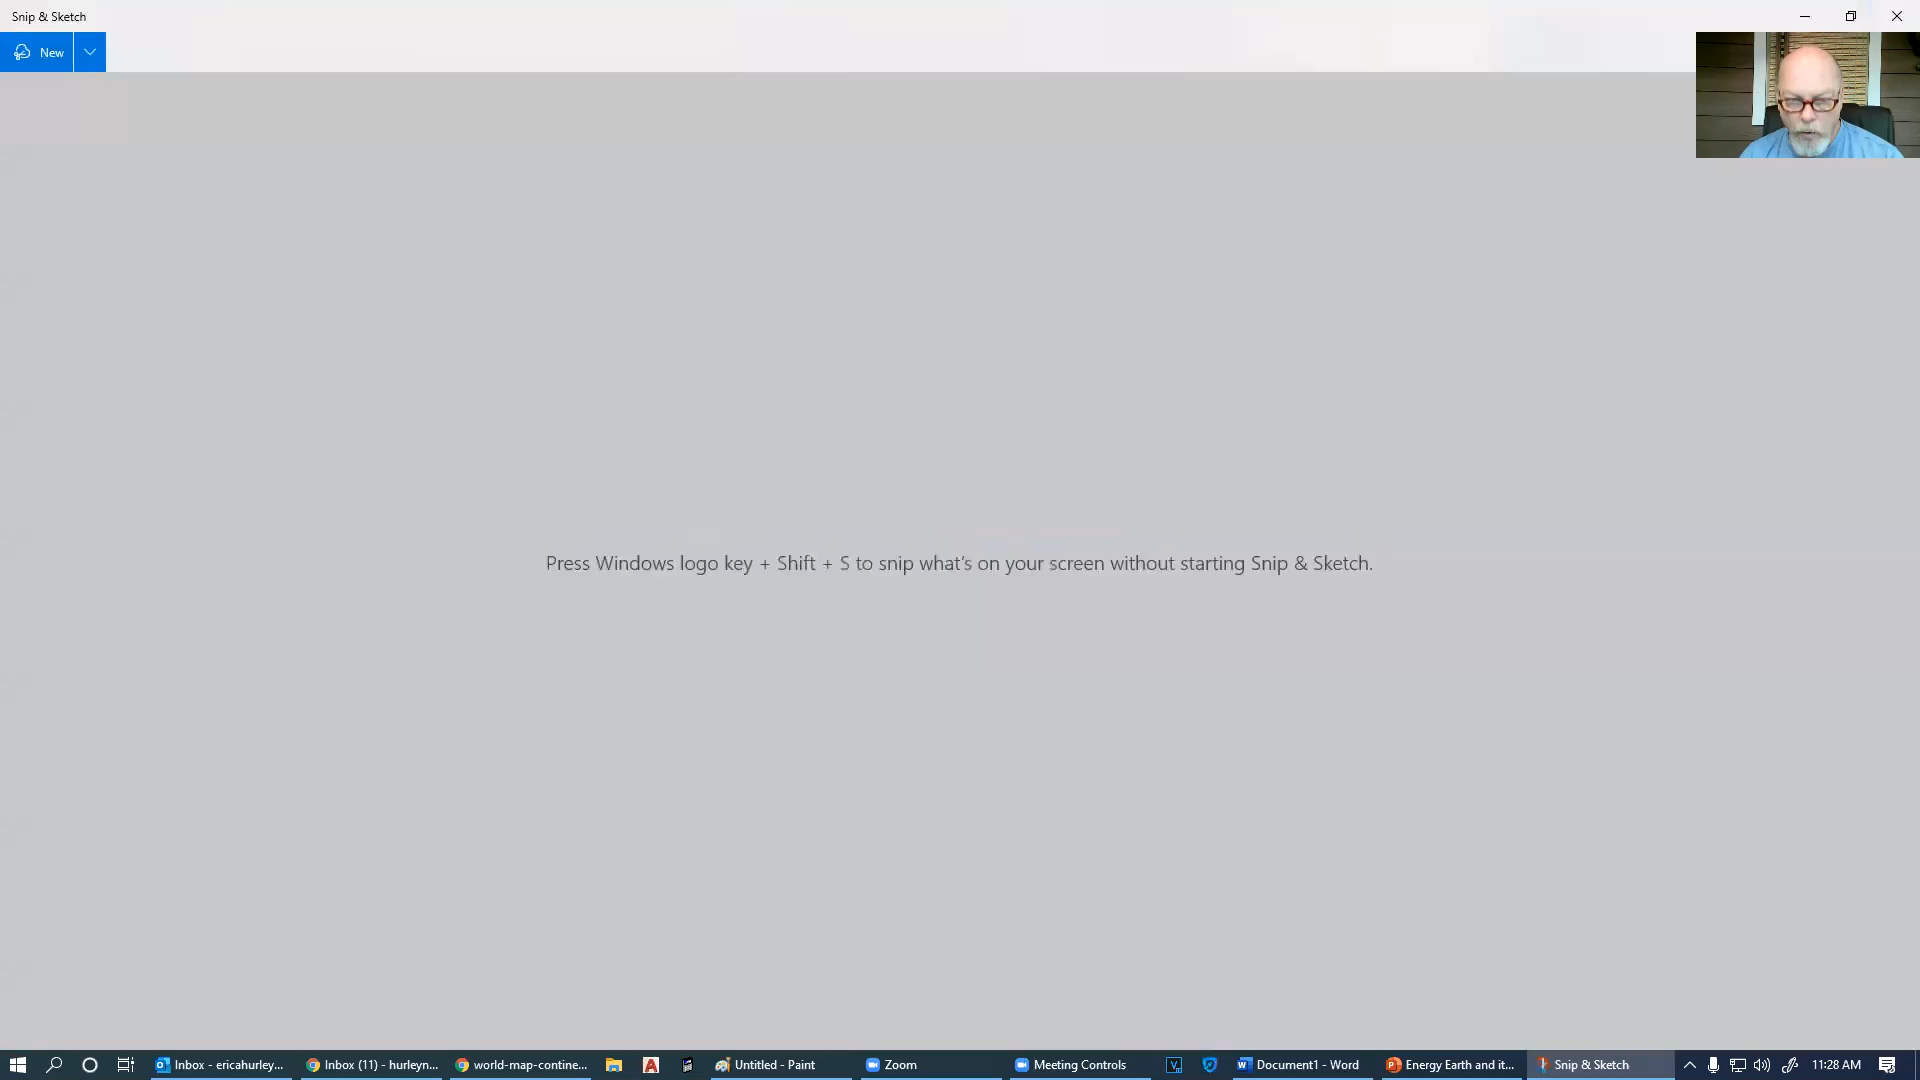 Snip & Sketch
New
Press Windows logo key + Shift + S to snip what's on your screen without starting Snip & Sketch.
Inbox - ericahurley...
Inbox (11) - hurleyn...
world-map-contine...
Untitled - Paint
Zoom
Meeting Controls
Document1 - Word
Energy Earth and it...
Snip & Sketch
11:28 AM